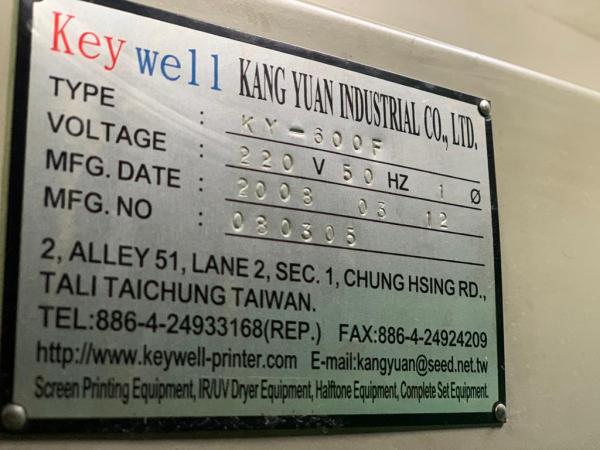 Keywell KANG YUAN INDUSTRIAL CO., LTD.
TYPE : KY-600F
VOLTAGE : 220 V 50 HZ 1 Ø
MFG. DATE : 2008 03 12
MFG. NO : 080305
2, ALLEY 51, LANE 2, SEC. 1, CHUNG HSING RD.,
TALI TAICHUNG TAIWAN.
TEL:886-4-24933168(REP.) FAX:886-4-24924209
http://www.keywell-printer.com E-mail:kangyuan@seed.net.tw
Screen Printing Equipment, IR/UV Dryer Equipment, Halftone Equipment, Complete Set Equipment.